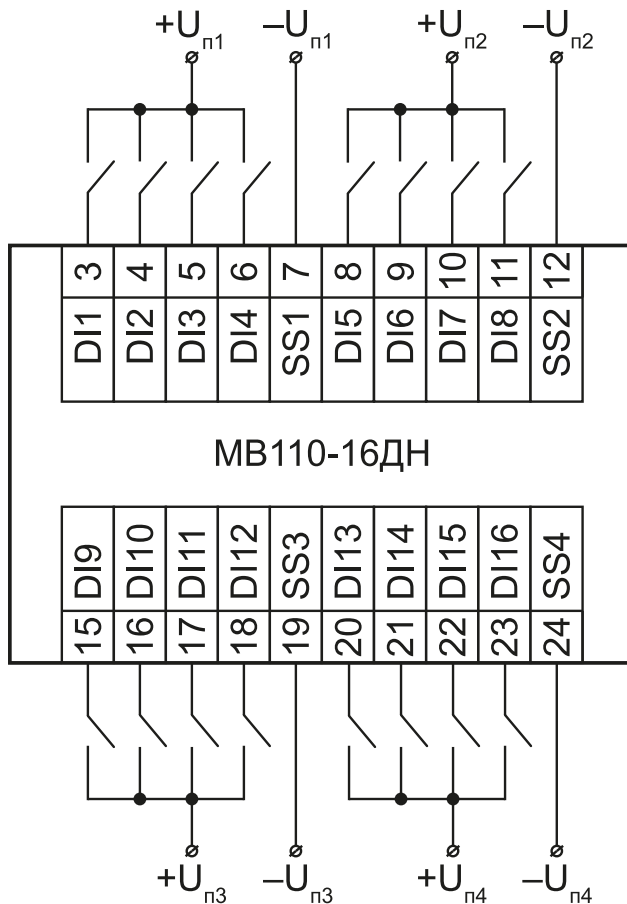 +Uп1 –Uп1 +Uп2 –Uп2
3 4 5 6 7 8 9 10 11 12
DI1 DI2 DI3 DI4 SS1 DI5 DI6 DI7 DI8 SS2
МВ110-16ДН
DI9 DI10 DI11 DI12 SS3 DI13 DI14 DI15 DI16 SS4
15 16 17 18 19 20 21 22 23 24
+Uп3 –Uп3 +Uп4 –Uп4